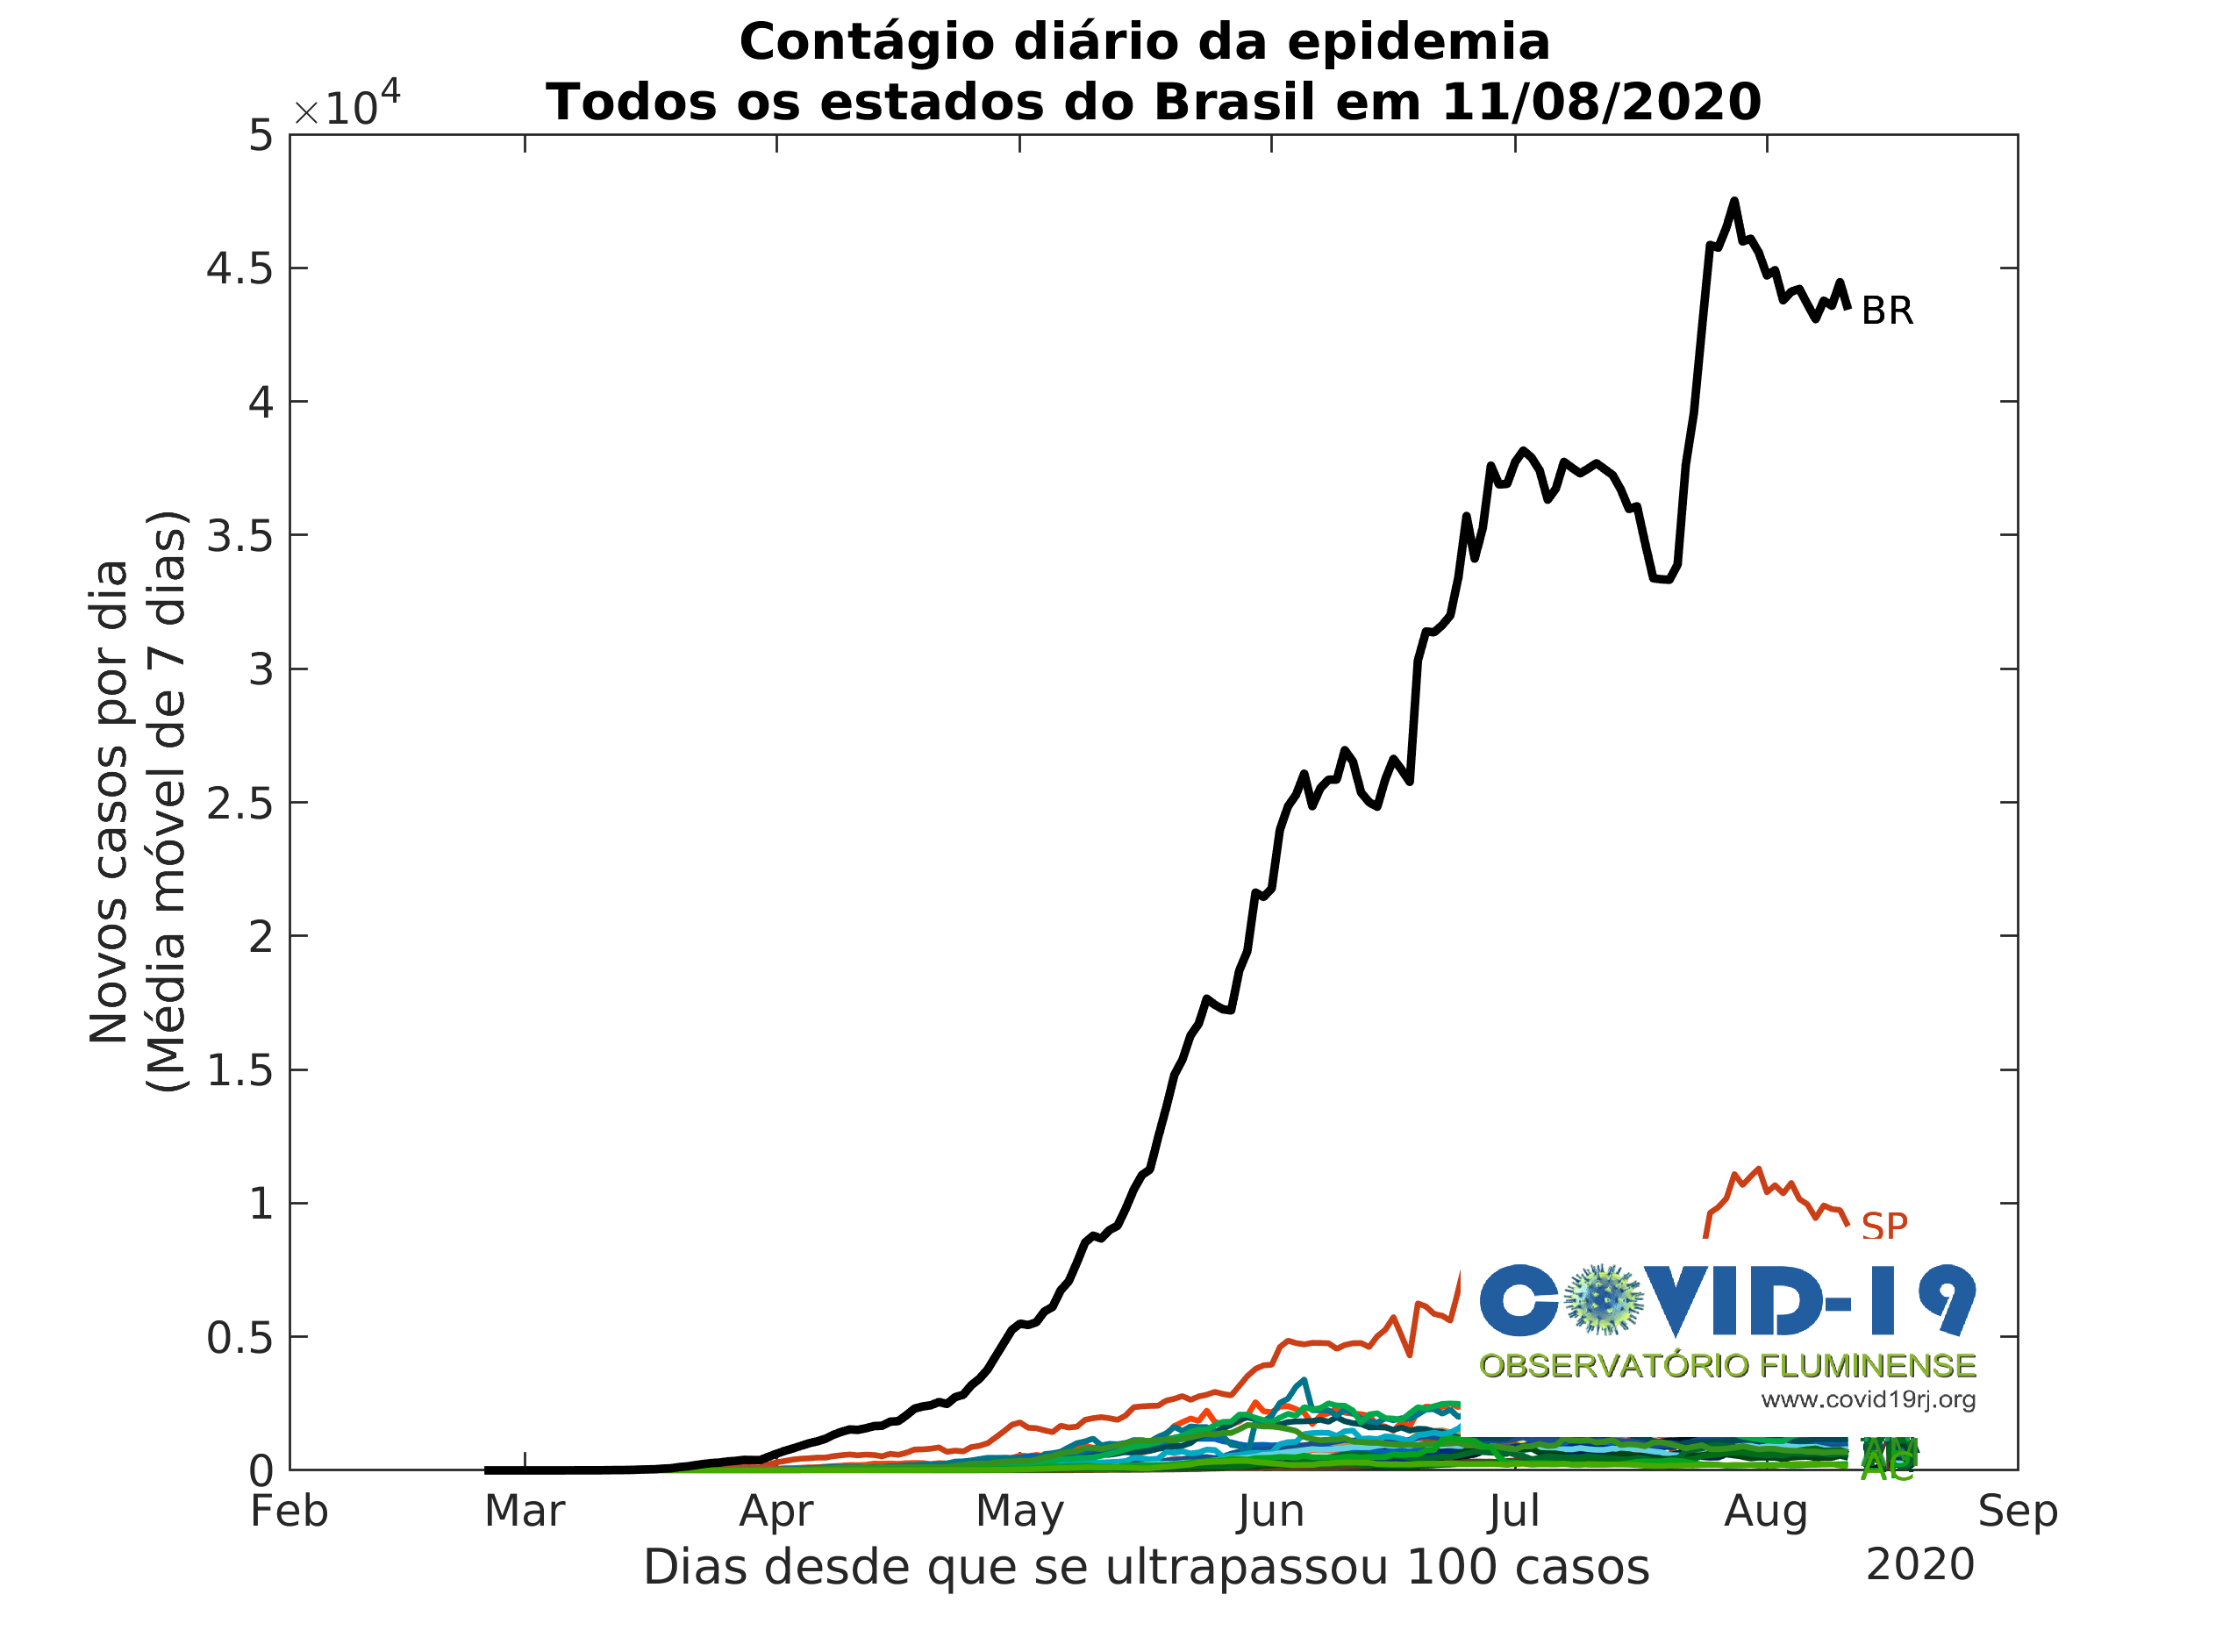 Contágio diário da epidemia
Todos os estados do Brasil em 11/08/2020
×10^4
5
4.5
4
3.5
3
2.5
2
1.5
1
0.5
0
Novos casos por dia
(Média móvel de 7 dias)
BR
SP
COVID-19
OBSERVATÓRIO FLUMINENSE
www.covid19rj.org
AM
AC
Feb Mar Apr May Jun Jul Aug Sep
Dias desde que se ultrapassou 100 casos
2020